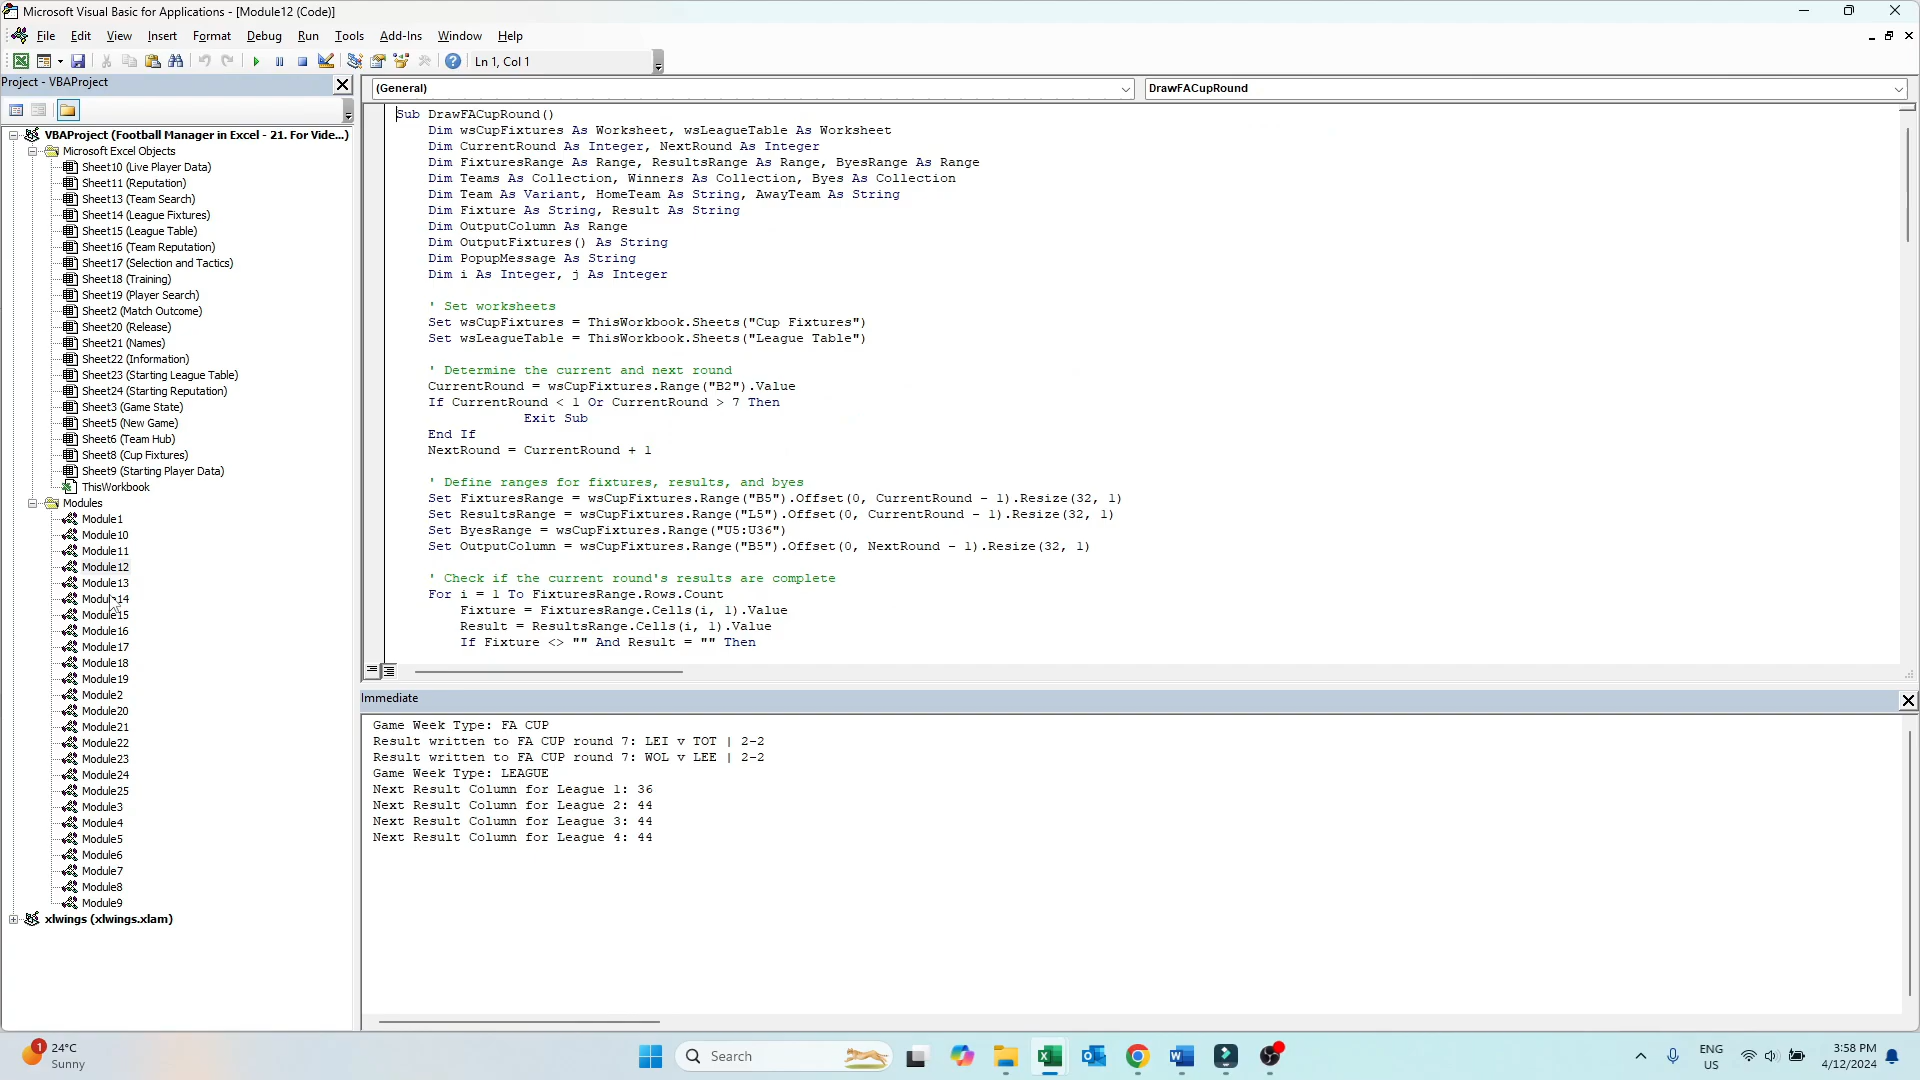 Microsoft Visual Basic for Applications - [Module12 (Code)]
File Edit View Insert Format Debug Run Tools Add-Ins Window Help
Ln 1, Col 1
Project - VBAProject
(General)
DrawFACupRound
VBAProject (Football Manager in Excel - 21. For Vide...)
Microsoft Excel Objects
Sheet10 (Live Player Data)
Sheet11 (Reputation)
Sheet13 (Team Search)
Sheet14 (League Fixtures)
Sheet15 (League Table)
Sheet16 (Team Reputation)
Sheet17 (Selection and Tactics)
Sheet18 (Training)
Sheet19 (Player Search)
Sheet2 (Match Outcome)
Sheet20 (Release)
Sheet21 (Names)
Sheet22 (Information)
Sheet23 (Starting League Table)
Sheet24 (Starting Reputation)
Sheet3 (Game State)
Sheet5 (New Game)
Sheet6 (Team Hub)
Sheet8 (Cup Fixtures)
Sheet9 (Starting Player Data)
ThisWorkbook
Modules
Module1
Module10
Module11
Module12
Module13
Module14
Module15
Module16
Module17
Module18
Module19
Module2
Module20
Module21
Module22
Module23
Module24
Module25
Module3
Module4
Module5
Module6
Module7
Module8
Module9
xlwings (xlwings.xlam)
Sub DrawFACupRound()
Dim wsCupFixtures As Worksheet, wsLeagueTable As Worksheet
Dim CurrentRound As Integer, NextRound As Integer
Dim FixturesRange As Range, ResultsRange As Range, ByesRange As Range
Dim Teams As Collection, Winners As Collection, Byes As Collection
Dim Team As Variant, HomeTeam As String, AwayTeam As String
Dim Fixture As String, Result As String
Dim OutputColumn As Range
Dim OutputFixtures() As String
Dim PopupMessage As String
Dim i As Integer, j As Integer
' Set worksheets
Set wsCupFixtures = ThisWorkbook.Sheets("Cup Fixtures")
Set wsLeagueTable = ThisWorkbook.Sheets("League Table")
' Determine the current and next round
CurrentRound = wsCupFixtures.Range("B2").Value
If CurrentRound < 1 Or CurrentRound > 7 Then
Exit Sub
End If
NextRound = CurrentRound + 1
' Define ranges for fixtures, results, and byes
Set FixturesRange = wsCupFixtures.Range("B5").Offset(0, CurrentRound - 1).Resize(32, 1)
Set ResultsRange = wsCupFixtures.Range("L5").Offset(0, CurrentRound - 1).Resize(32, 1)
Set ByesRange = wsCupFixtures.Range("U5:U36")
Set OutputColumn = wsCupFixtures.Range("B5").Offset(0, NextRound - 1).Resize(32, 1)
' Check if the current round's results are complete
For i = 1 To FixturesRange.Rows.Count
Fixture = FixturesRange.Cells(i, 1).Value
Result = ResultsRange.Cells(i, 1).Value
If Fixture <> "" And Result = "" Then
Immediate
Game Week Type: FA CUP
Result written to FA CUP round 7: LEI v TOT | 2-2
Result written to FA CUP round 7: WOL v LEE | 2-2
Game Week Type: LEAGUE
Next Result Column for League 1: 36
Next Result Column for League 2: 44
Next Result Column for League 3: 44
Next Result Column for League 4: 44
1
24°C
Sunny
Search
ENG
US
3:58 PM
4/12/2024